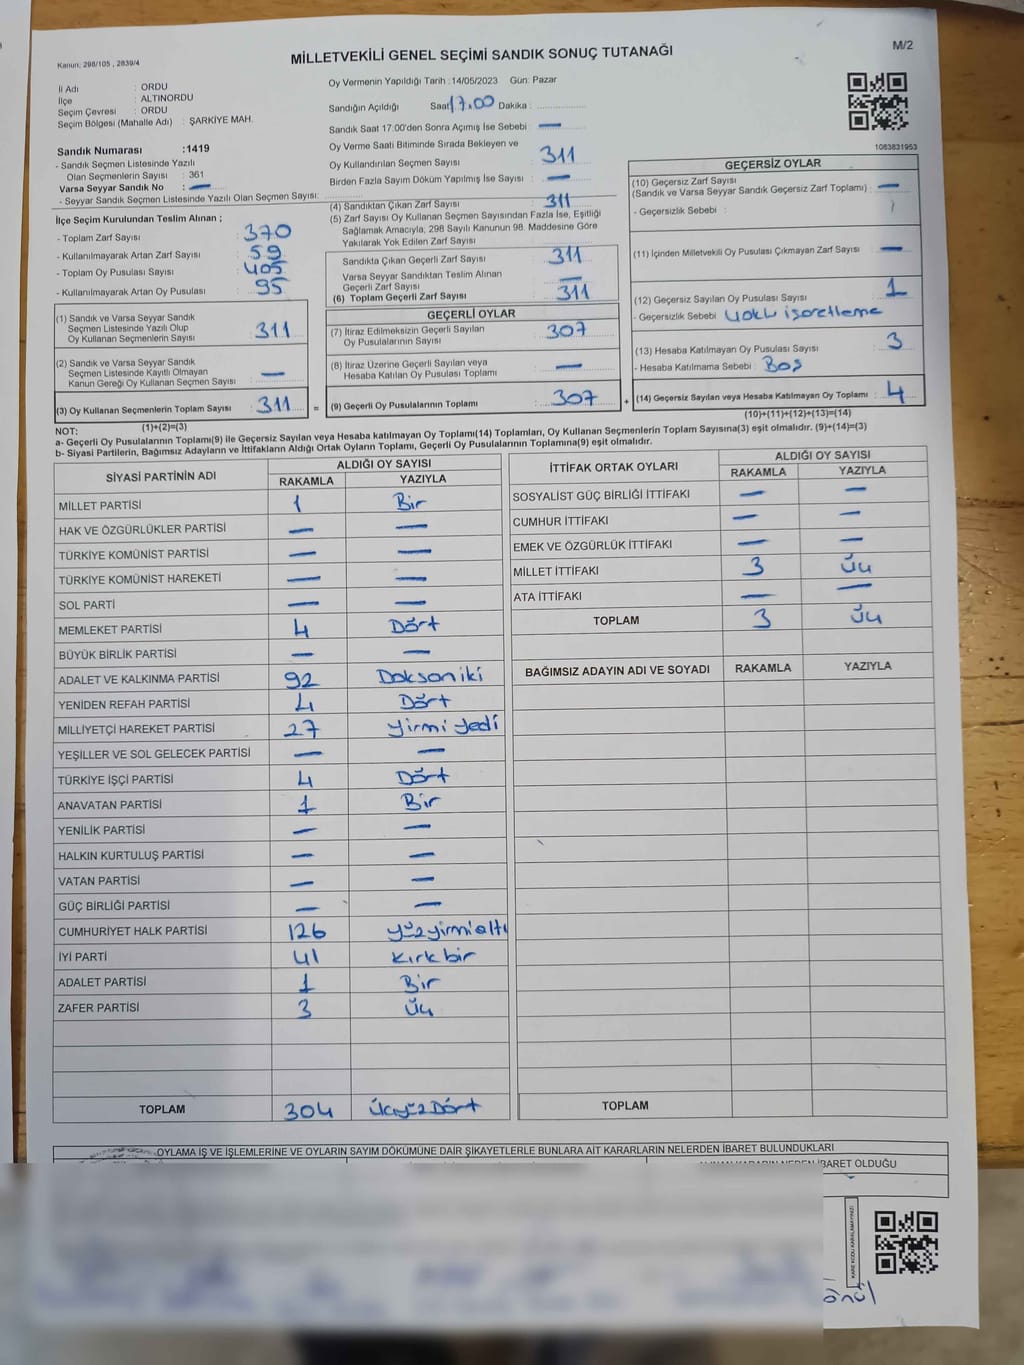 M/2
Kanun, 298/105 , 2839/4
MİLLETVEKİLİ GENEL SEÇİMİ SANDIK SONUÇ TUTANAĞI
İl Adı : ORDU
İlçe : ALTINORDU
Seçim Çevresi : ORDU
Seçim Bölgesi (Mahalle Adı) : ŞARKİYE MAH.
Sandık Numarası :1419
- Sandık Seçmen Listesinde Yazılı
Olan Seçmenlerin Sayısı : 361
Varsa Seyyar Sandık No : —
- Seyyar Sandık Seçmen Listesinde Yazılı Olan Seçmen Sayısı:
Oy Vermenin Yapıldığı Tarih : 14/05/2023 Gün: Pazar
Sandığın Açıldığı Saat 17.00 Dakika :
Sandık Saat 17:00'den Sonra Açımış İse Sebebi —
Oy Verme Saati Bitiminde Sırada Bekleyen ve
Oy Kullandırılan Seçmen Sayısı 311
Birden Fazla Sayım Döküm Yapılmış İse Sayısı : —
İlçe Seçim Kurulundan Teslim Alınan ;
- Toplam Zarf Sayısı : 370
- Kullanılmayarak Artan Zarf Sayısı : 59
- Toplam Oy Pusulası Sayısı : 405
- Kullanılmayarak Artan Oy Pusulası : 95
(1) Sandık ve Varsa Seyyar Sandık
Seçmen Listesinde Yazılı Olup
Oy Kullanan Seçmenlerin Sayısı : 311
(2) Sandık ve Varsa Seyyar Sandık
Seçmen Listesinde Kayıtlı Olmayan
Kanun Gereği Oy Kullanan Seçmen Sayısı : —
(3) Oy Kullanan Seçmenlerin Toplam Sayısı : 311
(1)+(2)=(3)
(4) Sandıktan Çıkan Zarf Sayısı : 311
(5) Zarf Sayısı Oy Kullanan Seçmen Sayısından Fazla İse, Eşitliği
Sağlamak Amacıyla, 298 Sayılı Kanunun 98. Maddesine Göre
Yakılarak Yok Edilen Zarf Sayısı :
Sandıkta Çıkan Geçerli Zarf Sayısı : 311
Varsa Seyyar Sandıktan Teslim Alınan
Geçerli Zarf Sayısı : —
(6) Toplam Geçerli Zarf Sayısı : 311
GEÇERLİ OYLAR
(7) İtiraz Edilmeksizin Geçerli Sayılan
Oy Pusulalarının Sayısı : 307
(8) İtiraz Üzerine Geçerli Sayılan veya
Hesaba Katılan Oy Pusulası Toplamı : —
= (9) Geçerli Oy Pusulalarının Toplamı : 307 +
1083831953
GEÇERSİZ OYLAR
(10) Geçersiz Zarf Sayısı
(Sandık ve Varsa Seyyar Sandık Geçersiz Zarf Toplamı) : —
- Geçersizlik Sebebi :
(11) İçinden Milletvekili Oy Pusulası Çıkmayan Zarf Sayısı : —
(12) Geçersiz Sayılan Oy Pusulası Sayısı : 1
- Geçersizlik Sebebi işaretleme
(13) Hesaba Katılmayan Oy Pusulası Sayısı : 3
- Hesaba Katılmama Sebebi : Boş
(14) Geçersiz Sayılan veya Hesaba Katılmayan Oy Toplamı : 4
(10)+(11)+(12)+(13)=(14)
NOT:
a- Geçerli Oy Pusulalarının Toplamı(9) ile Geçersiz Sayılan veya Hesaba katılmayan Oy Toplamı(14) Toplamları, Oy Kullanan Seçmenlerin Toplam Sayısına(3) eşit olmalıdır. (9)+(14)=(3)
b- Siyasi Partilerin, Bağımsız Adayların ve İttifakların Aldığı Ortak Oyların Toplamı, Geçerli Oy Pusulalarının Toplamına(9) eşit olmalıdır.
SİYASİ PARTİNİN ADI ALDIĞI OY SAYISI
RAKAMLA YAZIYLA
MİLLET PARTİSİ 1 Bir
HAK VE ÖZGÜRLÜKLER PARTİSİ — —
TÜRKİYE KOMÜNİST PARTİSİ — —
TÜRKİYE KOMÜNİST HAREKETİ — —
SOL PARTİ — —
MEMLEKET PARTİSİ 4 Dört
BÜYÜK BİRLİK PARTİSİ — —
ADALET VE KALKINMA PARTİSİ 92 Doksaniki
YENİDEN REFAH PARTİSİ 4 Dört
MİLLİYETÇİ HAREKET PARTİSİ 27 Yirmi Yedi
YEŞİLLER VE SOL GELECEK PARTİSİ — —
TÜRKİYE İŞÇİ PARTİSİ 4 Dört
ANAVATAN PARTİSİ 1 Bir
YENİLİK PARTİSİ — —
HALKIN KURTULUŞ PARTİSİ — —
VATAN PARTİSİ — —
GÜÇ BİRLİĞİ PARTİSİ — —
CUMHURİYET HALK PARTİSİ 126 Yüzyirmialtı
İYİ PARTİ 41 Kırkbir
ADALET PARTİSİ 1 Bir
ZAFER PARTİSİ 3 Üç
TOPLAM 304 ÜçyüzDört
İTTİFAK ORTAK OYLARI ALDIĞI OY SAYISI
RAKAMLA YAZIYLA
SOSYALİST GÜÇ BİRLİĞİ İTTİFAKI — —
CUMHUR İTTİFAKI — —
EMEK VE ÖZGÜRLÜK İTTİFAKI — —
MİLLET İTTİFAKI 3 Üç
ATA İTTİFAKI — —
TOPLAM 3 Üç
BAĞIMSIZ ADAYIN ADI VE SOYADI RAKAMLA YAZIYLA
TOPLAM
OYLAMA İŞ VE İŞLEMLERİNE VE OYLARIN SAYIM DÖKÜMÜNE DAİR ŞİKAYETLERLE BUNLARA AİT KARARLARIN NELERDEN İBARET BULUNDUKLARI
İBARET OLDUĞU
KARE KODU KARALAMAYINIZ!